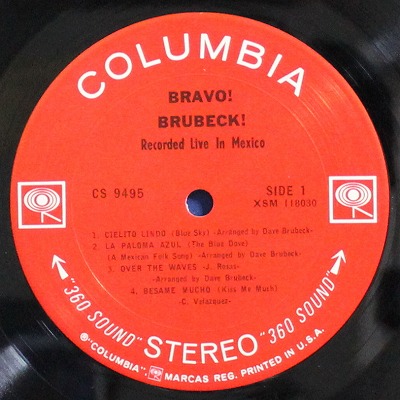 COLUMBIA
BRAVO!
BRUBECK!
Recorded Live In Mexico
CS 9495
SIDE 1
XSM 118030
1. CIELITO LINDO (Blue Sky) -Arranged by Dave Brubeck-
2. LA PALOMA AZUL (The Blue Dove)
(A Mexican Folk Song) -Arranged by Dave Brubeck-
3. OVER THE WAVES -J. Rosas-
-Arranged by Dave Brubeck-
4. BESAME MUCHO (Kiss Me Much)
-C. Velazquez-
"360 SOUND" STEREO "360 SOUND"
℗"COLUMBIA", MARCAS REG. PRINTED IN U.S.A.